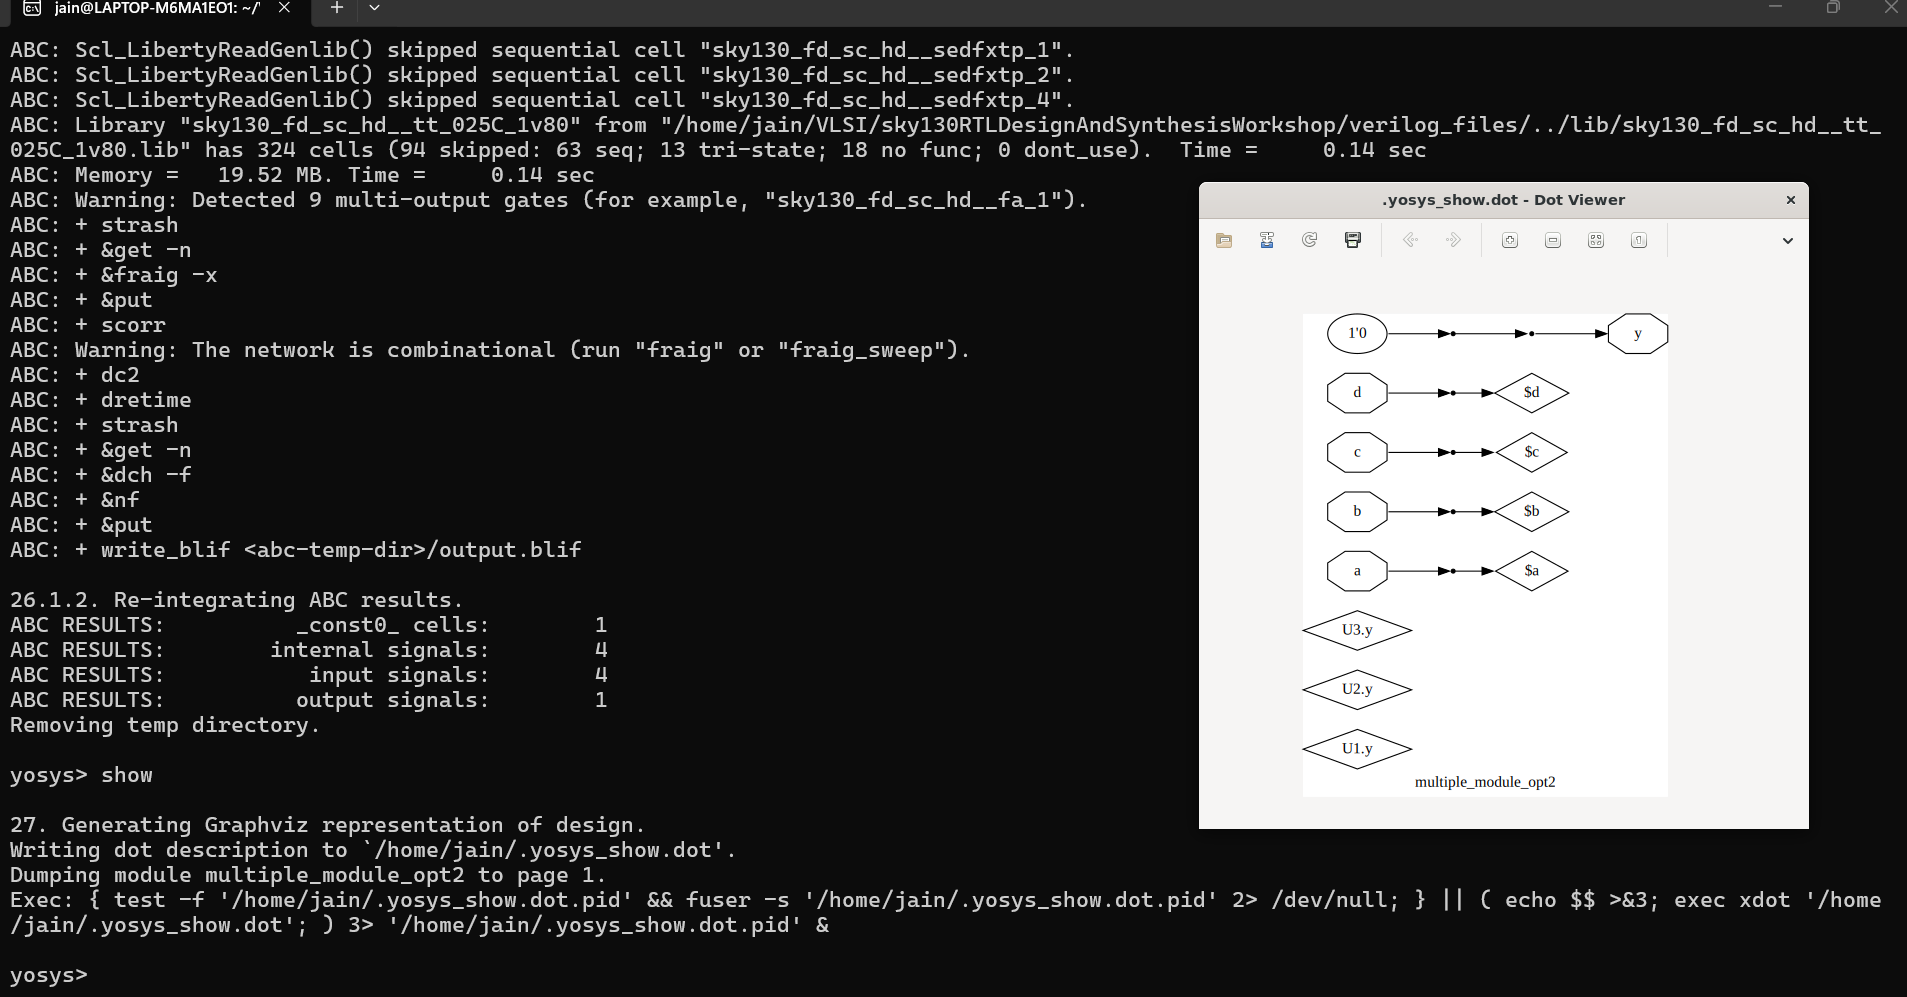 jain@LAPTOP-M6MA1EO1: ~/'
ABC: Scl_LibertyReadGenlib() skipped sequential cell "sky130_fd_sc_hd__sedfxtp_1".
ABC: Scl_LibertyReadGenlib() skipped sequential cell "sky130_fd_sc_hd__sedfxtp_2".
ABC: Scl_LibertyReadGenlib() skipped sequential cell "sky130_fd_sc_hd__sedfxtp_4".
ABC: Library "sky130_fd_sc_hd__tt_025C_1v80" from "/home/jain/VLSI/sky130RTLDesignAndSynthesisWorkshop/verilog_files/../lib/sky130_fd_sc_hd__tt_
025C_1v80.lib" has 324 cells (94 skipped: 63 seq; 13 tri-state; 18 no func; 0 dont_use).  Time =     0.14 sec
ABC: Memory =   19.52 MB. Time =     0.14 sec
ABC: Warning: Detected 9 multi-output gates (for example, "sky130_fd_sc_hd__fa_1").
ABC: + strash
ABC: + &get -n
ABC: + &fraig -x
ABC: + &put
ABC: + scorr
ABC: Warning: The network is combinational (run "fraig" or "fraig_sweep").
ABC: + dc2
ABC: + dretime
ABC: + strash
ABC: + &get -n
ABC: + &dch -f
ABC: + &nf
ABC: + &put
ABC: + write_blif <abc-temp-dir>/output.blif
26.1.2. Re-integrating ABC results.
ABC RESULTS:          _const0_ cells:        1
ABC RESULTS:        internal signals:        4
ABC RESULTS:           input signals:        4
ABC RESULTS:          output signals:        1
Removing temp directory.
yosys> show
27. Generating Graphviz representation of design.
Writing dot description to `/home/jain/.yosys_show.dot'.
Dumping module multiple_module_opt2 to page 1.
Exec: { test -f '/home/jain/.yosys_show.dot.pid' && fuser -s '/home/jain/.yosys_show.dot.pid' 2> /dev/null; } || ( echo $$ >&3; exec xdot '/home
/jain/.yosys_show.dot'; ) 3> '/home/jain/.yosys_show.dot.pid' &
yosys>
.yosys_show.dot - Dot Viewer
1'0
y
d
$d
c
$c
b
$b
a
$a
U3.y
U2.y
U1.y
multiple_module_opt2